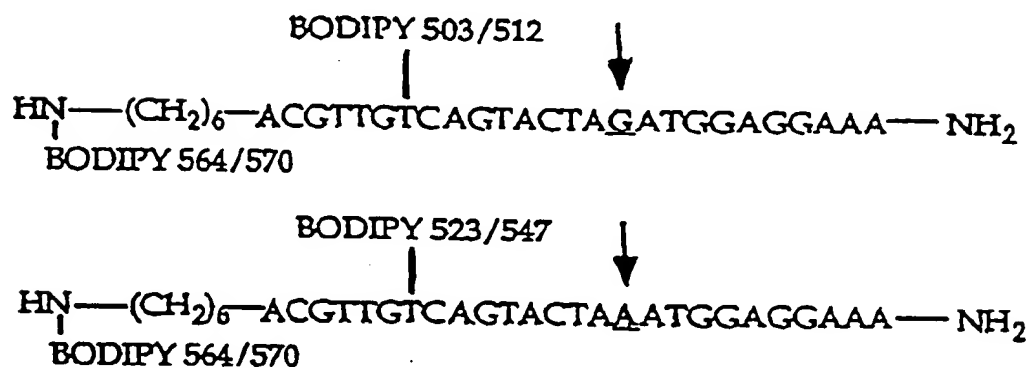 BODIPY 503/512
HN—(CH2)6—ACGTTGTCAGTACTAGATGGAGGAAA—NH2
BODIPY 564/570
BODIPY 523/547
HN—(CH2)6—ACGTTGTCAGTACTAAATGGAGGAAA—NH2
BODIPY 564/570